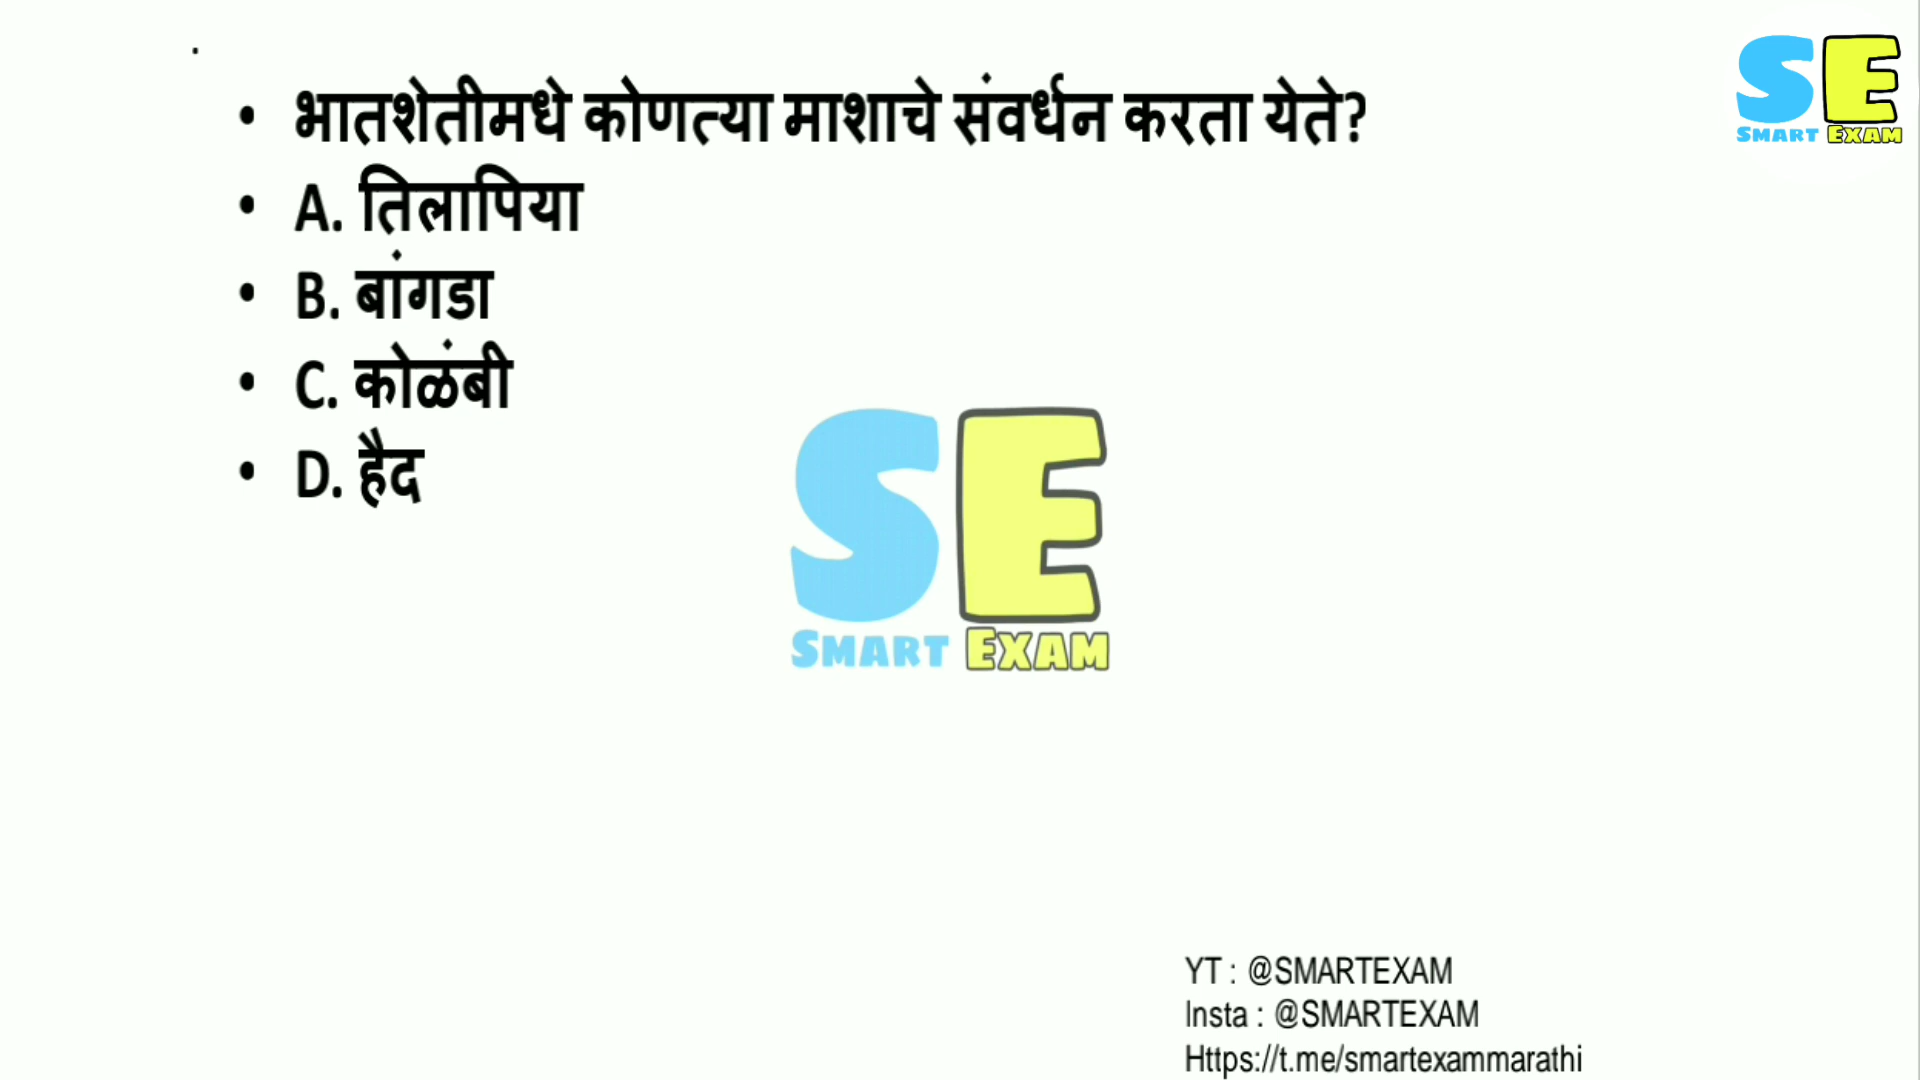 SE
SMART EXAM
• भातशेतीमधे कोणत्या माशाचे संवर्धन करता येते?
• A. तिलापिया
• B. बांगडा
• C. कोळंबी
• D. हैद
SE
SMART EXAM
YT : @SMARTEXAM
Insta : @SMARTEXAM
Https://t.me/smartexammarathi